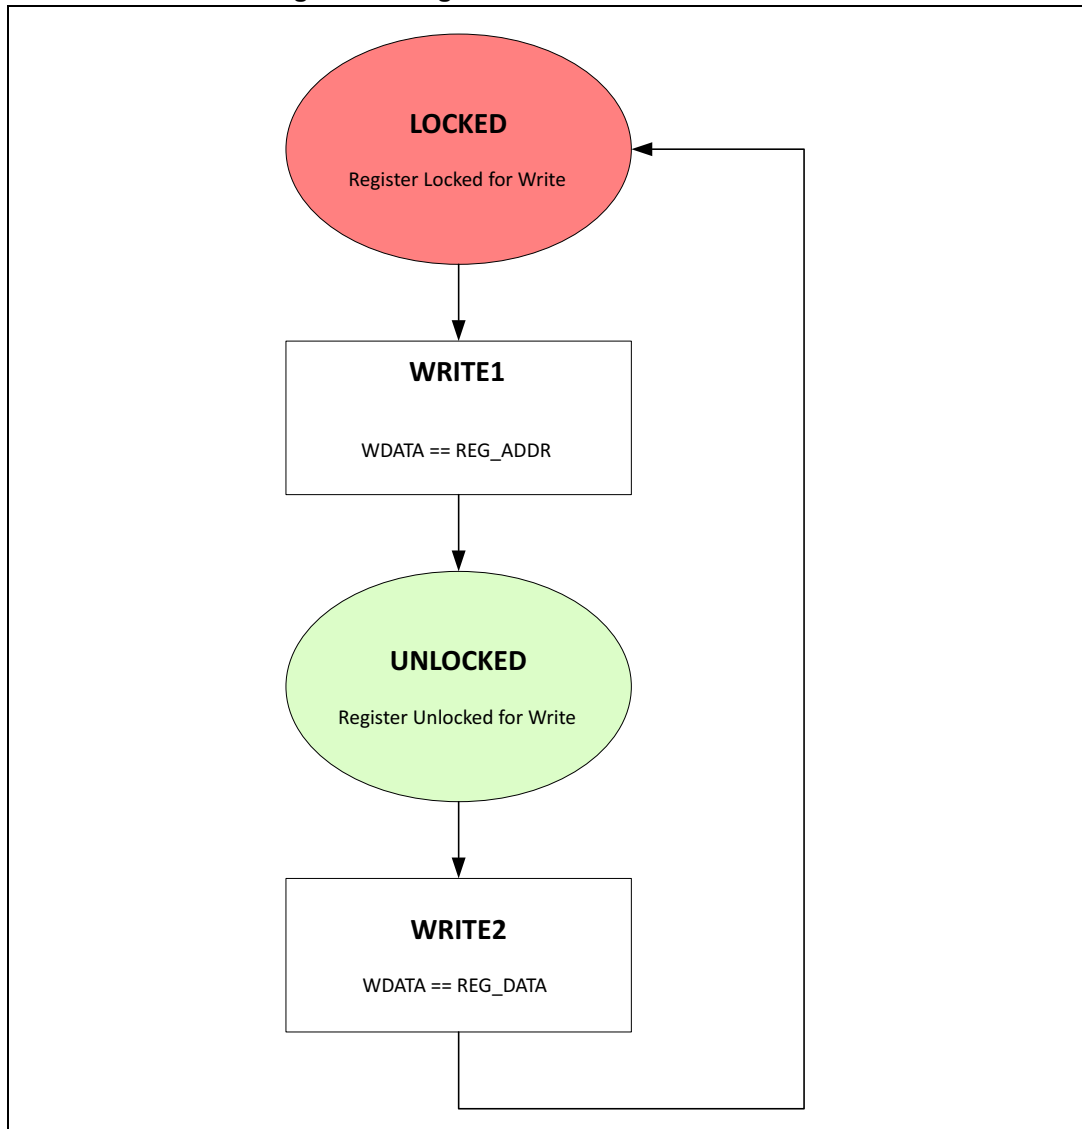 LOCKED
Register Locked for Write
WRITE1
WDATA == REG_ADDR
UNLOCKED
Register Unlocked for Write
WRITE2
WDATA == REG_DATA